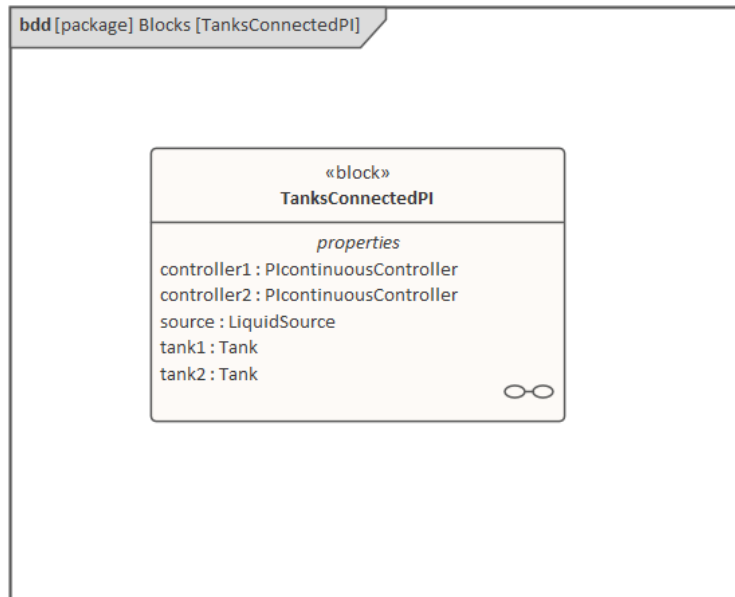 bdd [package] Blocks [TanksConnectedPI]
«block»
TanksConnectedPI
properties
controller1 : PIcontinuousController
controller2 : PIcontinuousController
source : LiquidSource
tank1 : Tank
tank2 : Tank